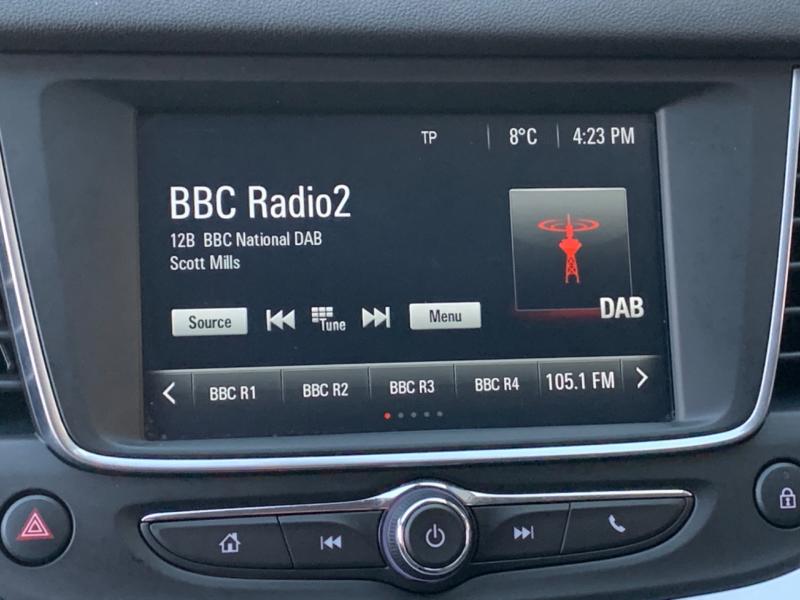 TP 8°C 4:23 PM
BBC Radio2
12B BBC National DAB
Scott Mills
DAB
Source Tune Menu
BBC R1 BBC R2 BBC R3 BBC R4 105.1 FM